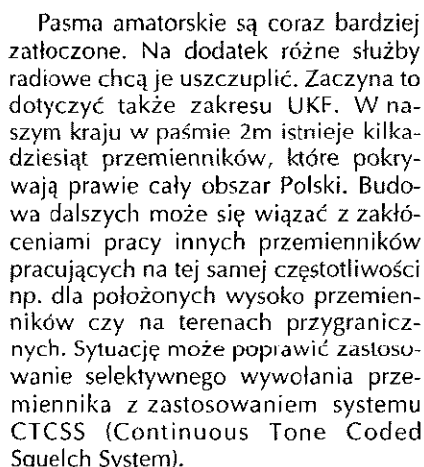 Pasma amatorskie są coraz bardziej
zatłoczone. Na dodatek różne służby
radiowe chcą je uszczuplić. Zaczyna to
dotyczyć także zakresu UKF. W na-
szym kraju w paśmie 2m istnieje kilka-
dziesiąt przemienników, które pokry-
wają prawie cały obszar Polski. Budo-
wa dalszych może się wiązać z zakłó-
ceniami pracy innych przemienników
pracujących na tej samej częstotliwości
np. dla położonych wysoko przemien-
ników czy na terenach przygranicz-
nych. Sytuację może poprawić zastoso-
wanie selektywnego wywołania prze-
miennika z zastosowaniem systemu
CTCSS (Continuous Tone Coded
Squelch System).